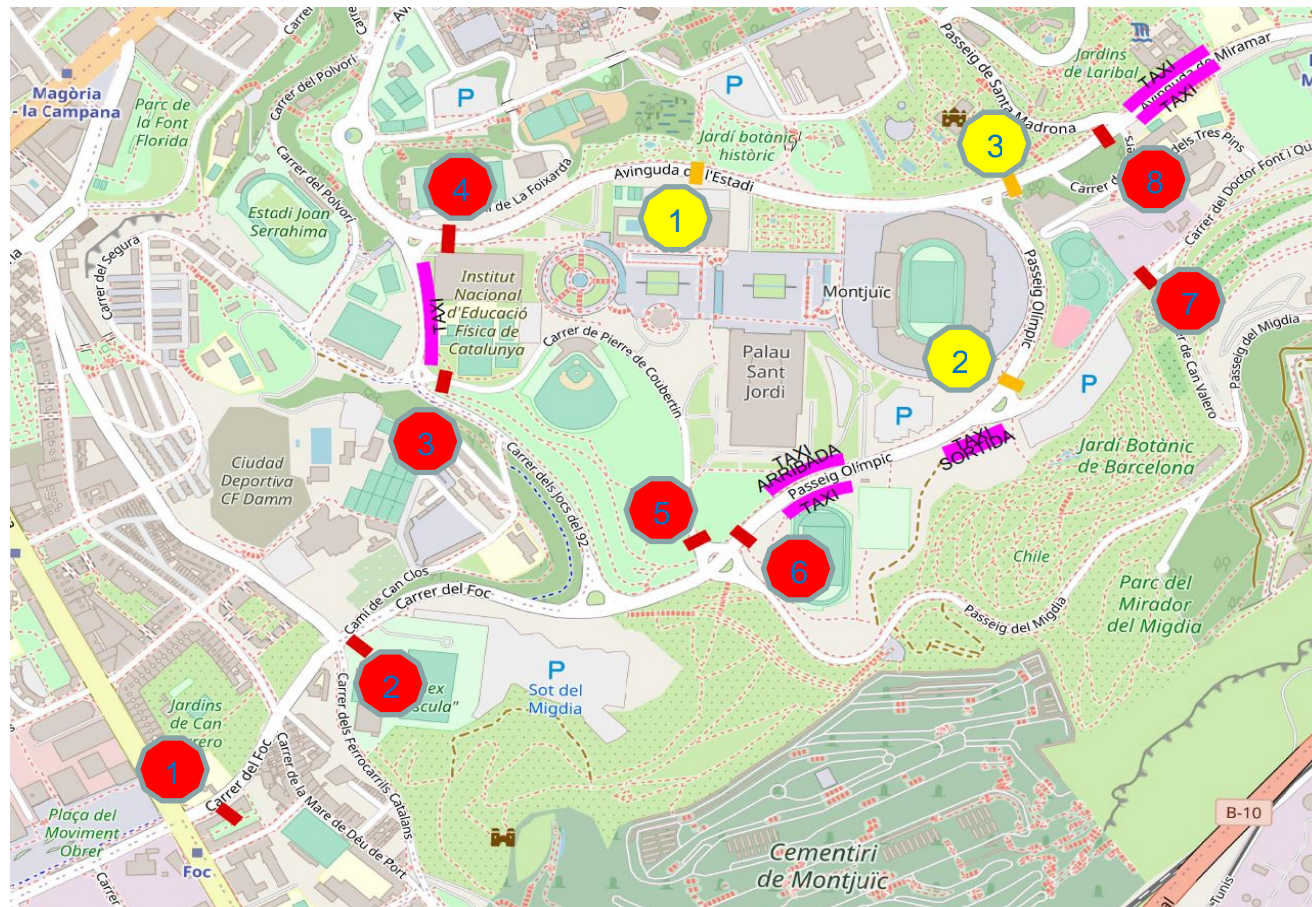 Carrer del Polvorí
Passeig de Santa Madrona
Jardins
de Laribal
TAXI
Avinguda de Miramar
TAXI
Magòria
la Campana
Parc de
la Font
Florida
P
P
Carrer del Polvorí
Jardí botànic
històric
3
4
de La Foixarda
Avinguda de l'Estadi
8
dels Tres Pins
Carrer del Doctor Font i Qu
Estadi Joan
Serrahima
Carrer del Polvorí
1
Carrer del Segura
TAXI
Institut
Nacional
d'Educació
Física de
Catalunya
Montjuïc
Passeig Olímpic
7
Carrer de Pierre de Coubertin
Palau
Sant
Jordi
2
Passeig del Migdia
P
P
de Can Valero
3
Ciudad
Deportiva
CF Damm
Carrer dels Jocs del 92
TAXI
ARRIBADA
Passeig Olímpic
TAXI
TAXI
SORTIDA
Jardí Botànic
de Barcelona
5
6
Chile
Parc del
Mirador
del Migdia
Camí de Can Clos
Carrer del Foc
Passeig del Migdia
2
P
Sot del
Migdia
Jardins
de Can
1
Carrer del Foc
Carrer de la Mare de Déu de Port
Carrer dels Ferrocarrils Catalans
Plaça del
Moviment
Obrer
Foc
Carrer
Cementiri
de Montjuïc
B-10
Tunis